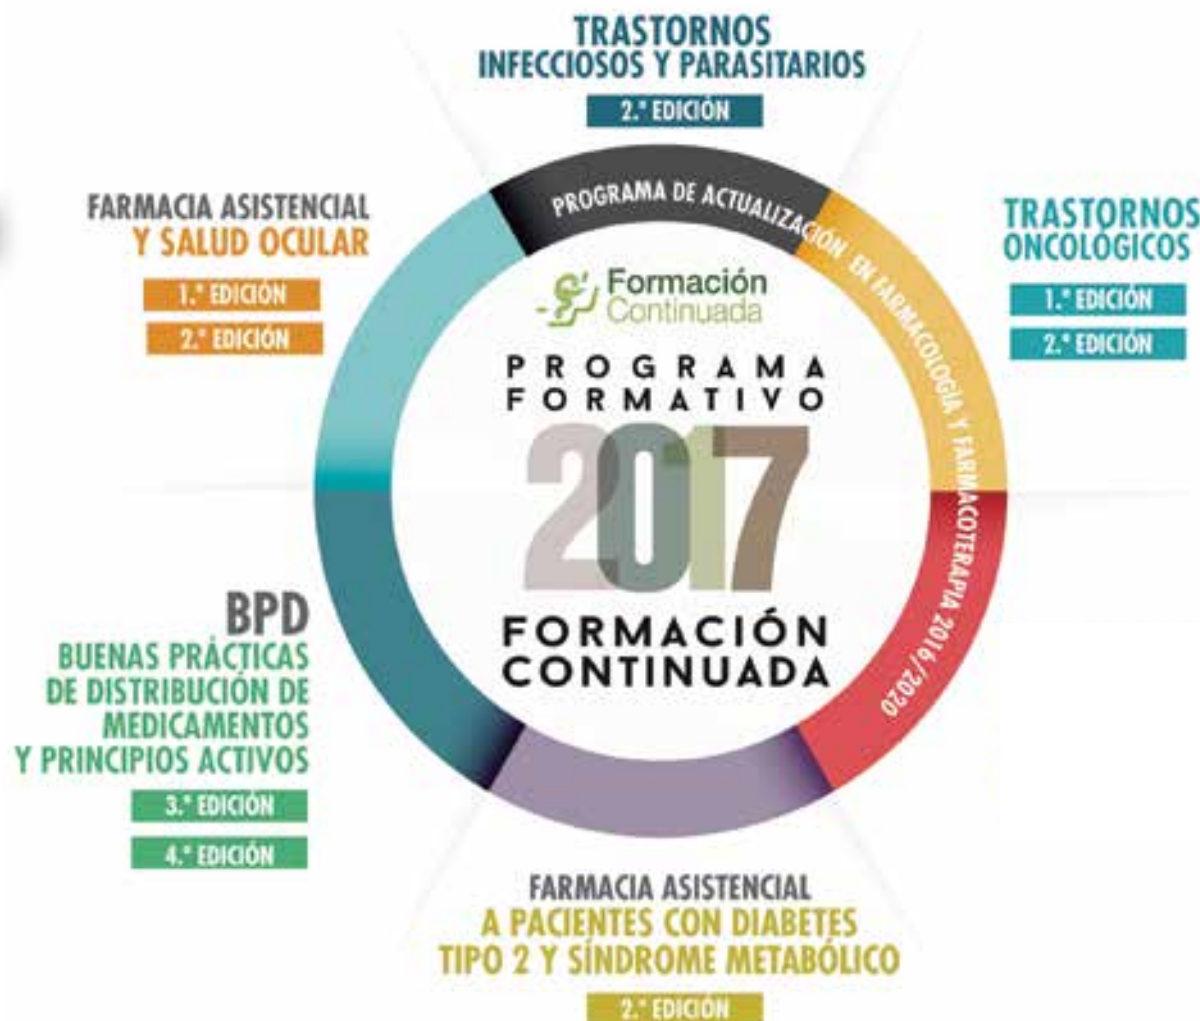 TRASTORNOS
INFECCIOSOS Y PARASITARIOS
2.ª EDICIÓN
FARMACIA ASISTENCIAL
Y SALUD OCULAR
1.ª EDICIÓN
2.ª EDICIÓN
TRASTORNOS
ONCOLÓGICOS
1.ª EDICIÓN
2.ª EDICIÓN
PROGRAMA DE ACTUALIZACIÓN EN FARMACOLOGÍA Y FARMACOTERAPIA 2016/2020
Formación
Continuada
PROGRAMA
FORMATIVO
2017
FORMACIÓN
CONTINUADA
BPD
BUENAS PRÁCTICAS
DE DISTRIBUCIÓN DE
MEDICAMENTOS
Y PRINCIPIOS ACTIVOS
3.ª EDICIÓN
4.ª EDICIÓN
FARMACIA ASISTENCIAL
A PACIENTES CON DIABETES
TIPO 2 Y SÍNDROME METABÓLICO
2.ª EDICIÓN